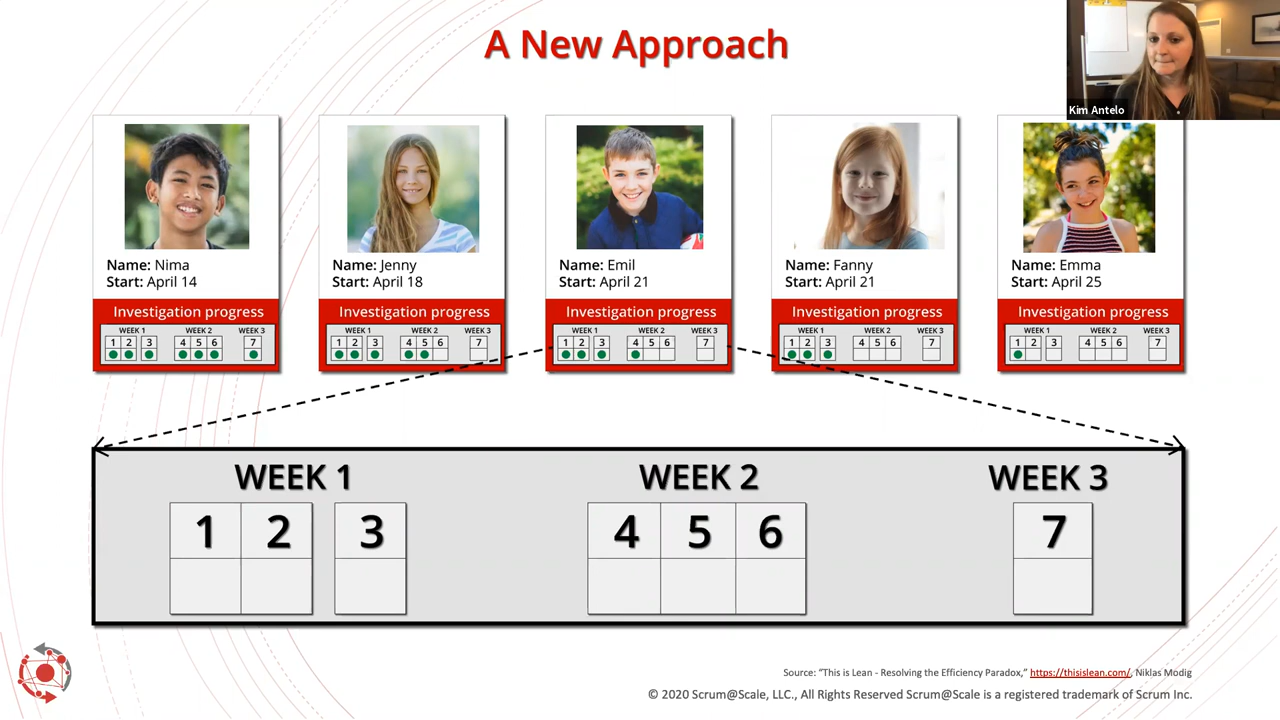 A New Approach
Kim Antelo
Name: Nima
Start: April 14
Investigation progress
WEEK 1 WEEK 2 WEEK 3
1 2 3 4 5 6 7
Name: Jenny
Start: April 18
Investigation progress
WEEK 1 WEEK 2 WEEK 3
1 2 3 4 5 6 7
Name: Emil
Start: April 21
Investigation progress
WEEK 1 WEEK 2 WEEK 3
1 2 3 4 5 6 7
Name: Fanny
Start: April 21
Investigation progress
WEEK 1 WEEK 2 WEEK 3
1 2 3 4 5 6 7
Name: Emma
Start: April 25
Investigation progress
WEEK 1 WEEK 2 WEEK 3
1 2 3 4 5 6 7
WEEK 1 WEEK 2 WEEK 3
1 2 3 4 5 6 7
Source: “This is Lean - Resolving the Efficiency Paradox,” https://thisislean.com/, Niklas Modig
© 2020 Scrum@Scale, LLC., All Rights Reserved Scrum@Scale is a registered trademark of Scrum Inc.